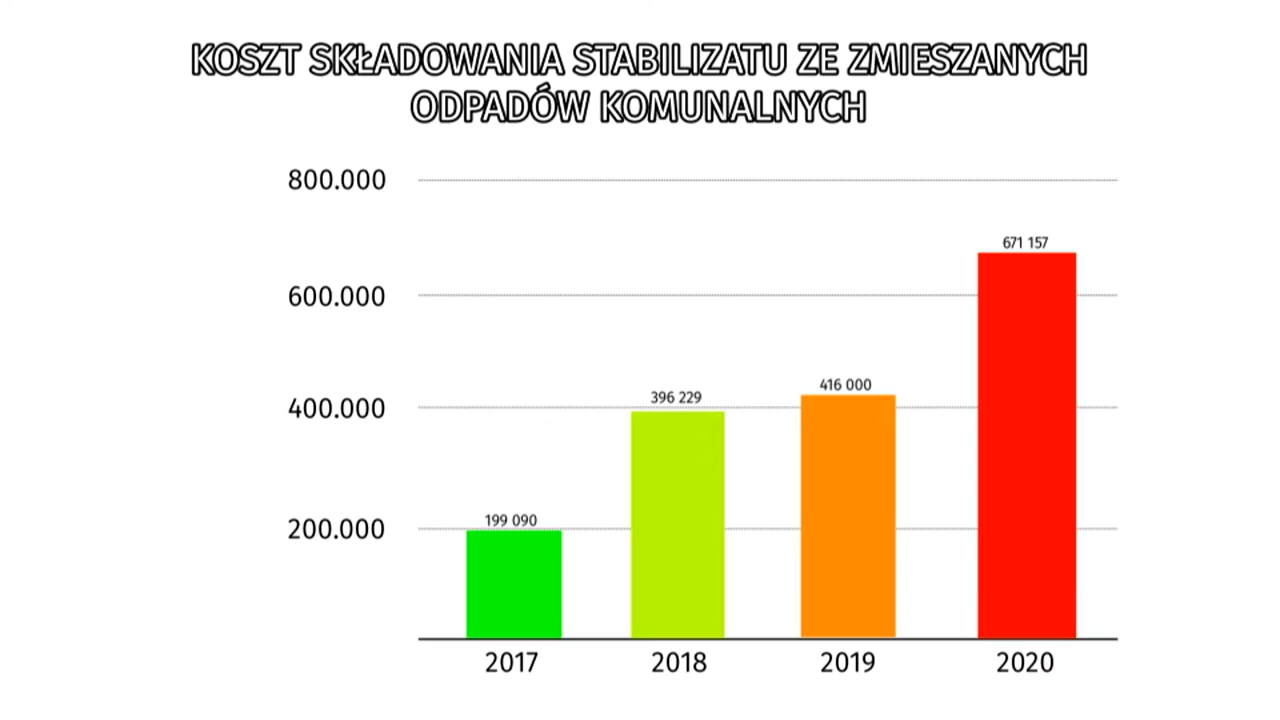 KOSZT SKŁADOWANIA STABILIZATU ZE ZMIESZANYCH
ODPADÓW KOMUNALNYCH
800.000
671 157
600.000
400.000
416 000
396 229
200.000
199 090
2017 2018 2019 2020